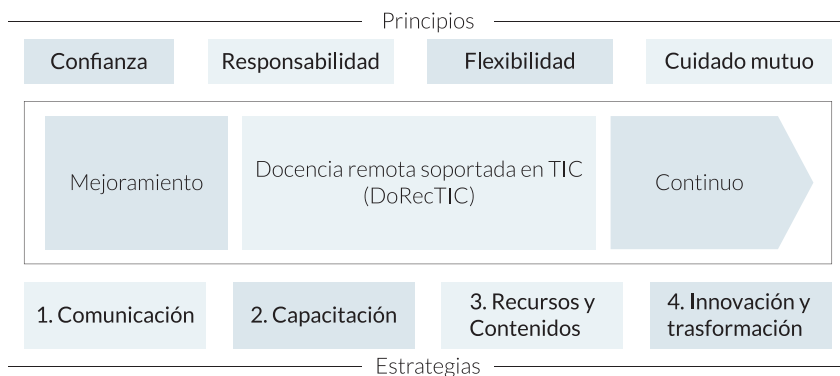 Principios
Confianza
Responsabilidad
Flexibilidad
Cuidado mutuo
Mejoramiento
Docencia remota soportada en TIC
(DoRecTIC)
Continuo
1. Comunicación
2. Capacitación
3. Recursos y
Contenidos
4. Innovación y
trasformación
Estrategias